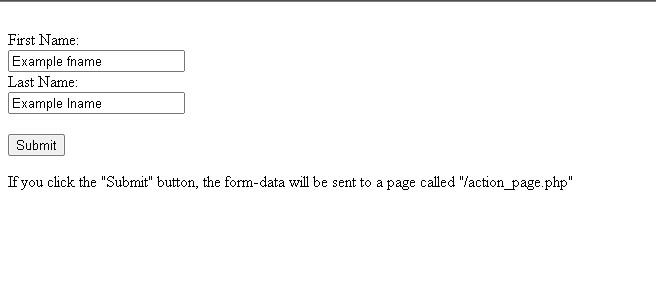 First Name:
Example fname
Last Name:
Example lname
Submit
If you click the "Submit" button, the form-data will be sent to a page called "/action_page.php"